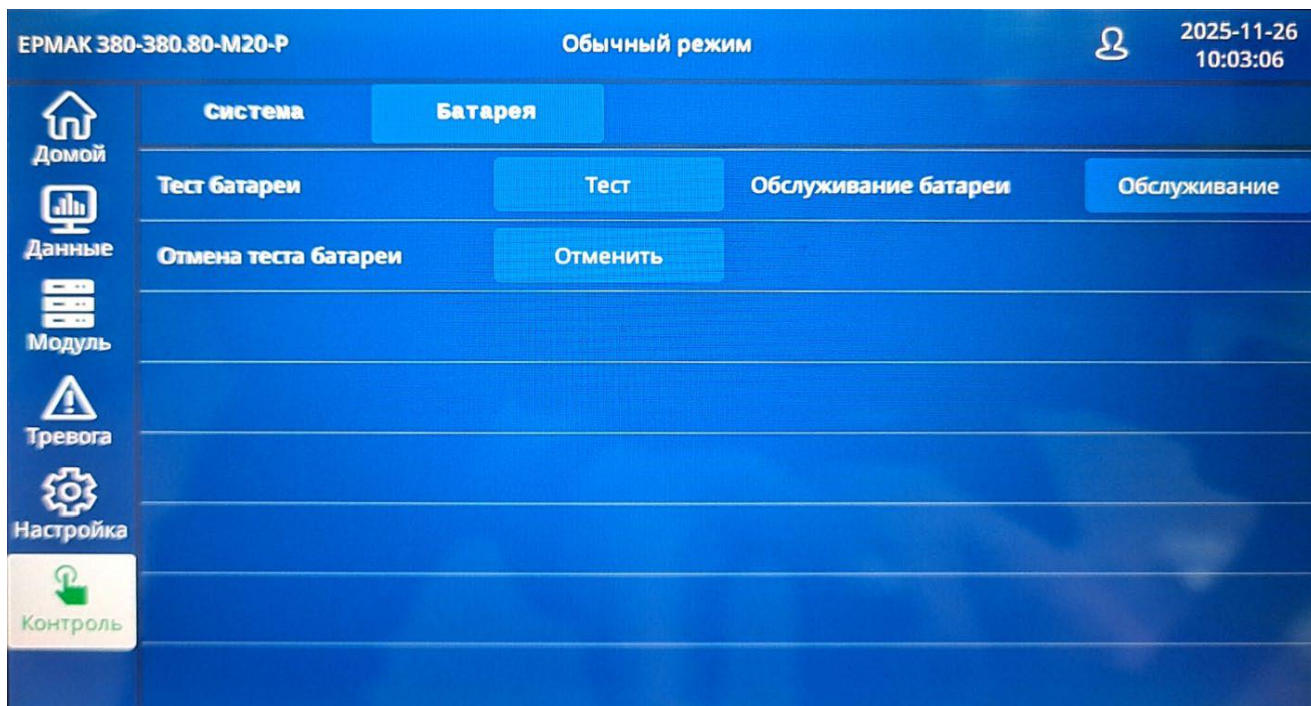 ЕРМАК 380-380.80-М20-Р Обычный режим 2025-11-26
10:03:06
Система Батарея
Домой
Тест батареи Тест Обслуживание батареи Обслуживание
Данные
Отмена теста батареи Отменить
Модуль
Тревога
Настройка
Контроль